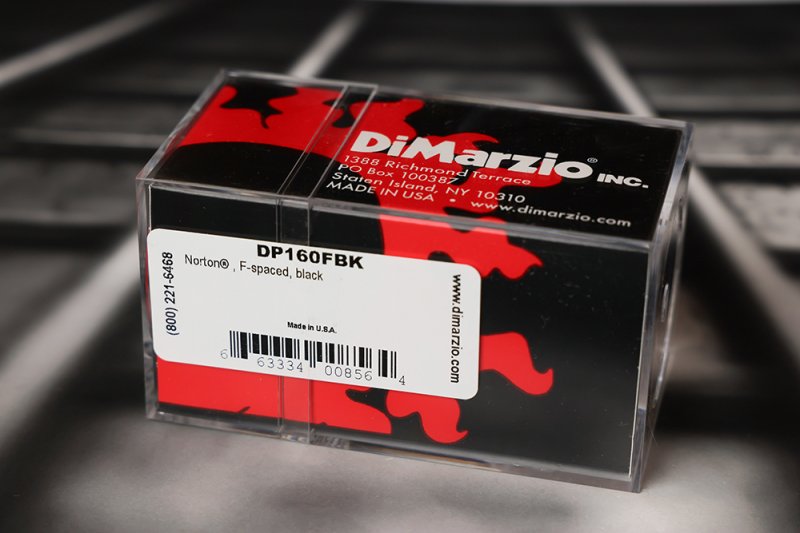 DiMarzio® INC.
1388 Richmond Terrace
PO Box 100387
Staten Island, NY 10310
MADE IN USA • www.dimarzio.com
DP160FBK
Norton® , F-spaced, black
(800) 221-6468
www.dimarzio.com
Made in U.S.A.
6 63334 00856 4